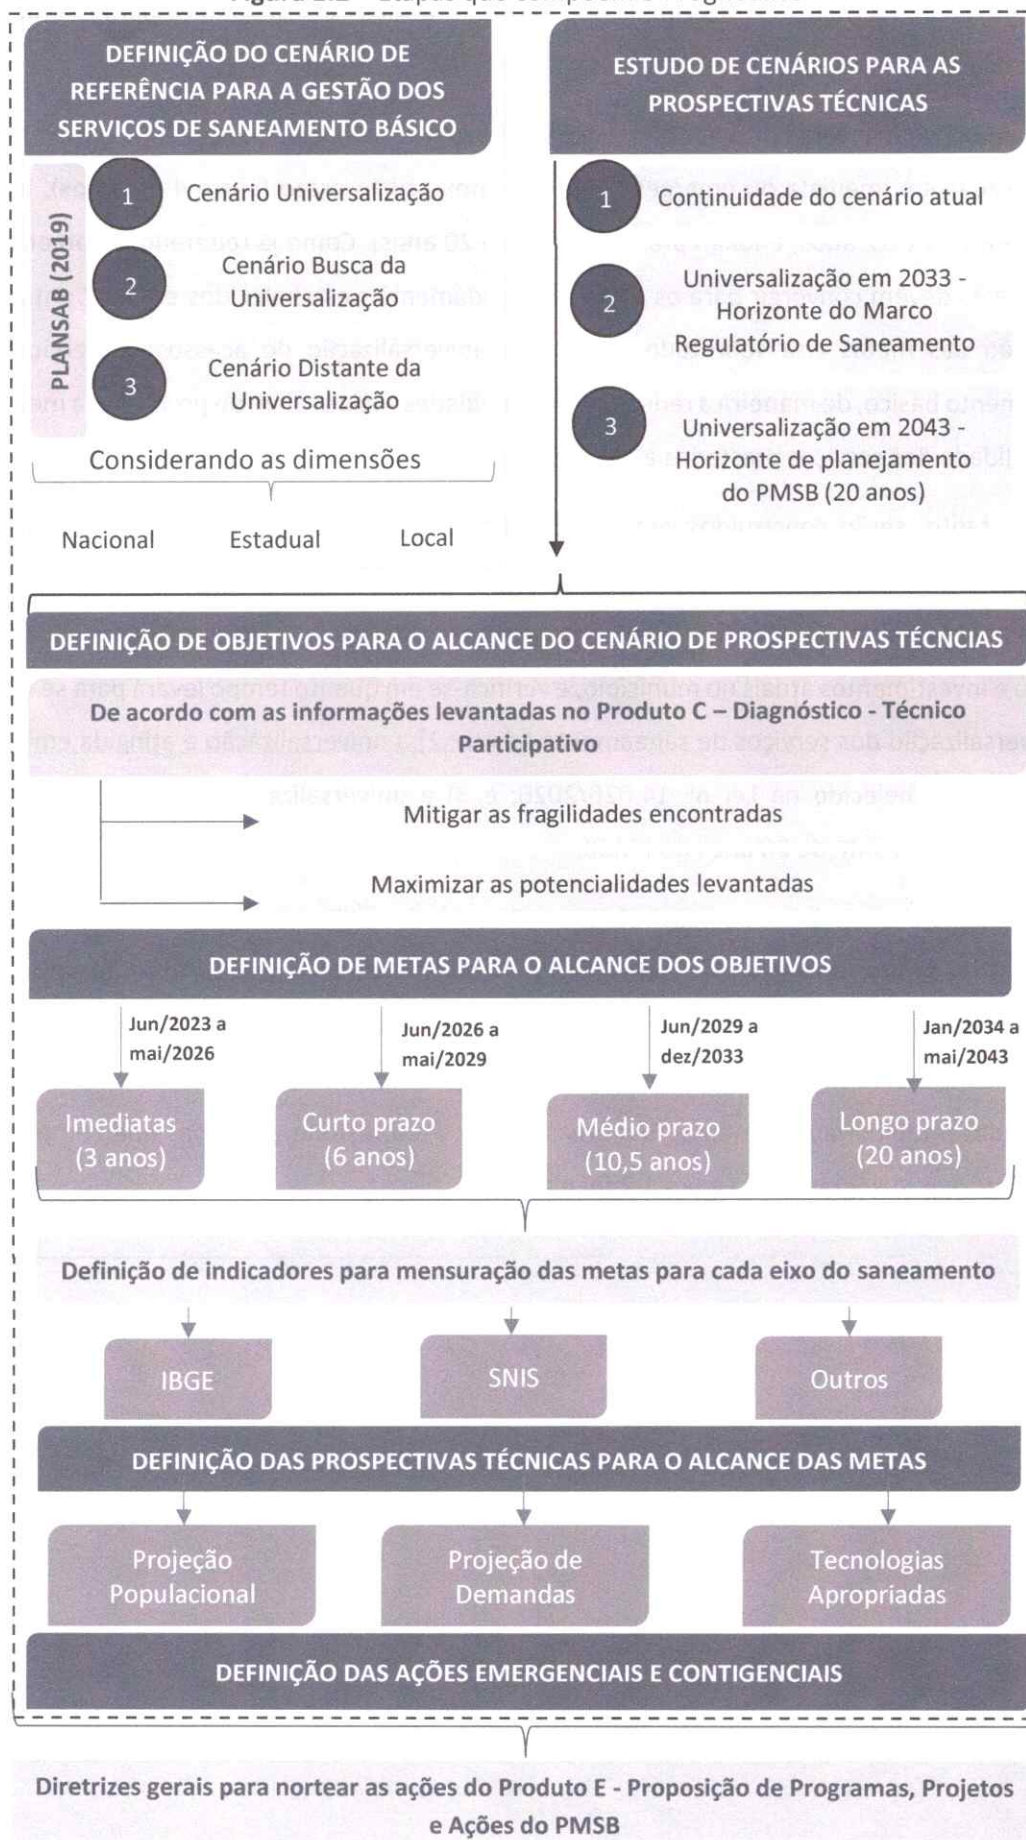 DEFINIÇÃO DO CENÁRIO DE
REFERÊNCIA PARA A GESTÃO DOS
SERVIÇOS DE SANEAMENTO BÁSICO
PLANSAB (2019)
1 Cenário Universalização
2 Cenário Busca da
Universalização
3 Cenário Distante da
Universalização
Considerando as dimensões
Nacional Estadual Local
ESTUDO DE CENÁRIOS PARA AS
PROSPECTIVAS TÉCNICAS
1 Continuidade do cenário atual
2 Universalização em 2033 -
Horizonte do Marco
Regulatório de Saneamento
3 Universalização em 2043 -
Horizonte de planejamento
do PMSB (20 anos)
DEFINIÇÃO DE OBJETIVOS PARA O ALCANCE DO CENÁRIO DE PROSPECTIVAS TÉCNCIAS
De acordo com as informações levantadas no Produto C – Diagnóstico - Técnico
Participativo
Mitigar as fragilidades encontradas
Maximizar as potencialidades levantadas
DEFINIÇÃO DE METAS PARA O ALCANCE DOS OBJETIVOS
Jun/2023 a
mai/2026
Jun/2026 a
mai/2029
Jun/2029 a
dez/2033
Jan/2034 a
mai/2043
Imediatas
(3 anos)
Curto prazo
(6 anos)
Médio prazo
(10,5 anos)
Longo prazo
(20 anos)
Definição de indicadores para mensuração das metas para cada eixo do saneamento
IBGE
SNIS
Outros
DEFINIÇÃO DAS PROSPECTIVAS TÉCNICAS PARA O ALCANCE DAS METAS
Projeção
Populacional
Projeção de
Demandas
Tecnologias
Apropriadas
DEFINIÇÃO DAS AÇÕES EMERGENCIAIS E CONTIGENCIAIS
Diretrizes gerais para nortear as ações do Produto E - Proposição de Programas, Projetos
e Ações do PMSB